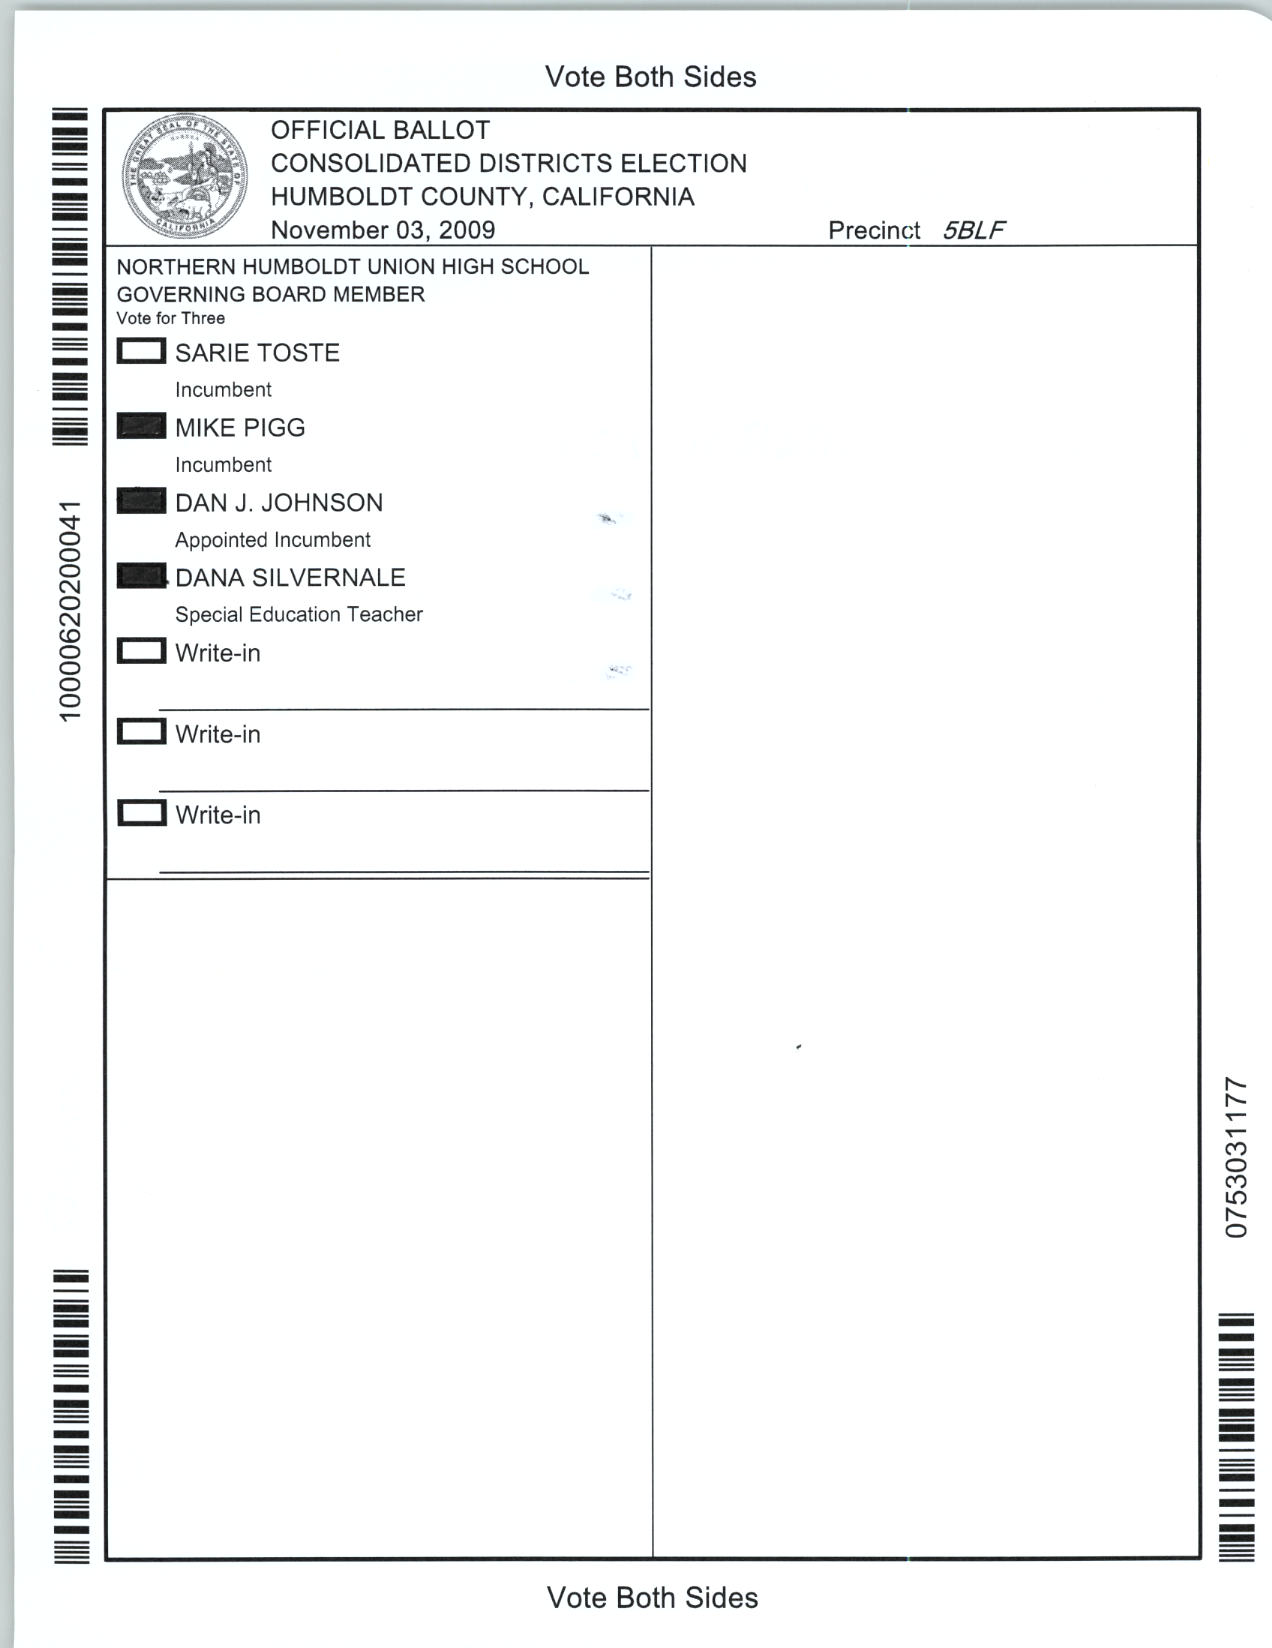 Vote Both Sides
THE GREAT SEAL OF THE STATE OF CALIFORNIA
OFFICIAL BALLOT
CONSOLIDATED DISTRICTS ELECTION
HUMBOLDT COUNTY, CALIFORNIA
November 03, 2009
Precinct 5BLF
NORTHERN HUMBOLDT UNION HIGH SCHOOL
GOVERNING BOARD MEMBER
Vote for Three
SARIE TOSTE
Incumbent
MIKE PIGG
Incumbent
DAN J. JOHNSON
Appointed Incumbent
DANA SILVERNALE
Special Education Teacher
Write-in
Write-in
Write-in
1000620200041
0753031177
Vote Both Sides